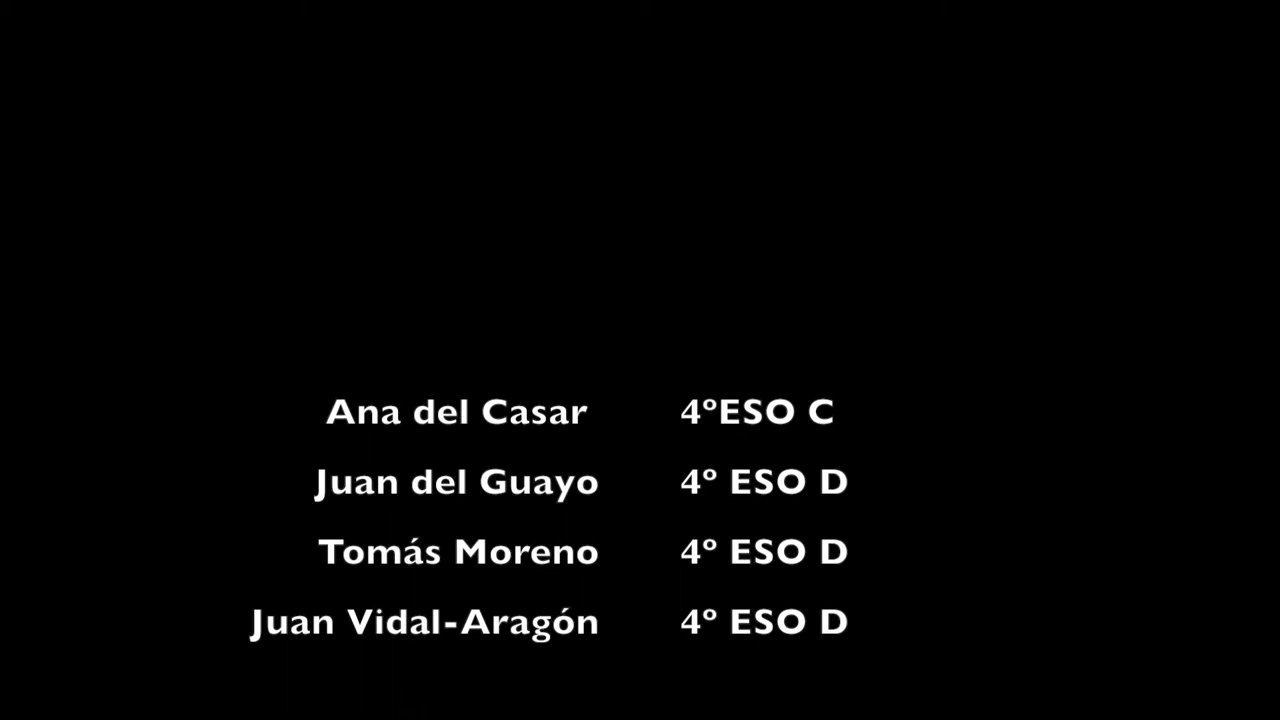 Ana del Casar 4ºESO C
Juan del Guayo 4º ESO D
Tomás Moreno 4º ESO D
Juan Vidal-Aragón 4º ESO D